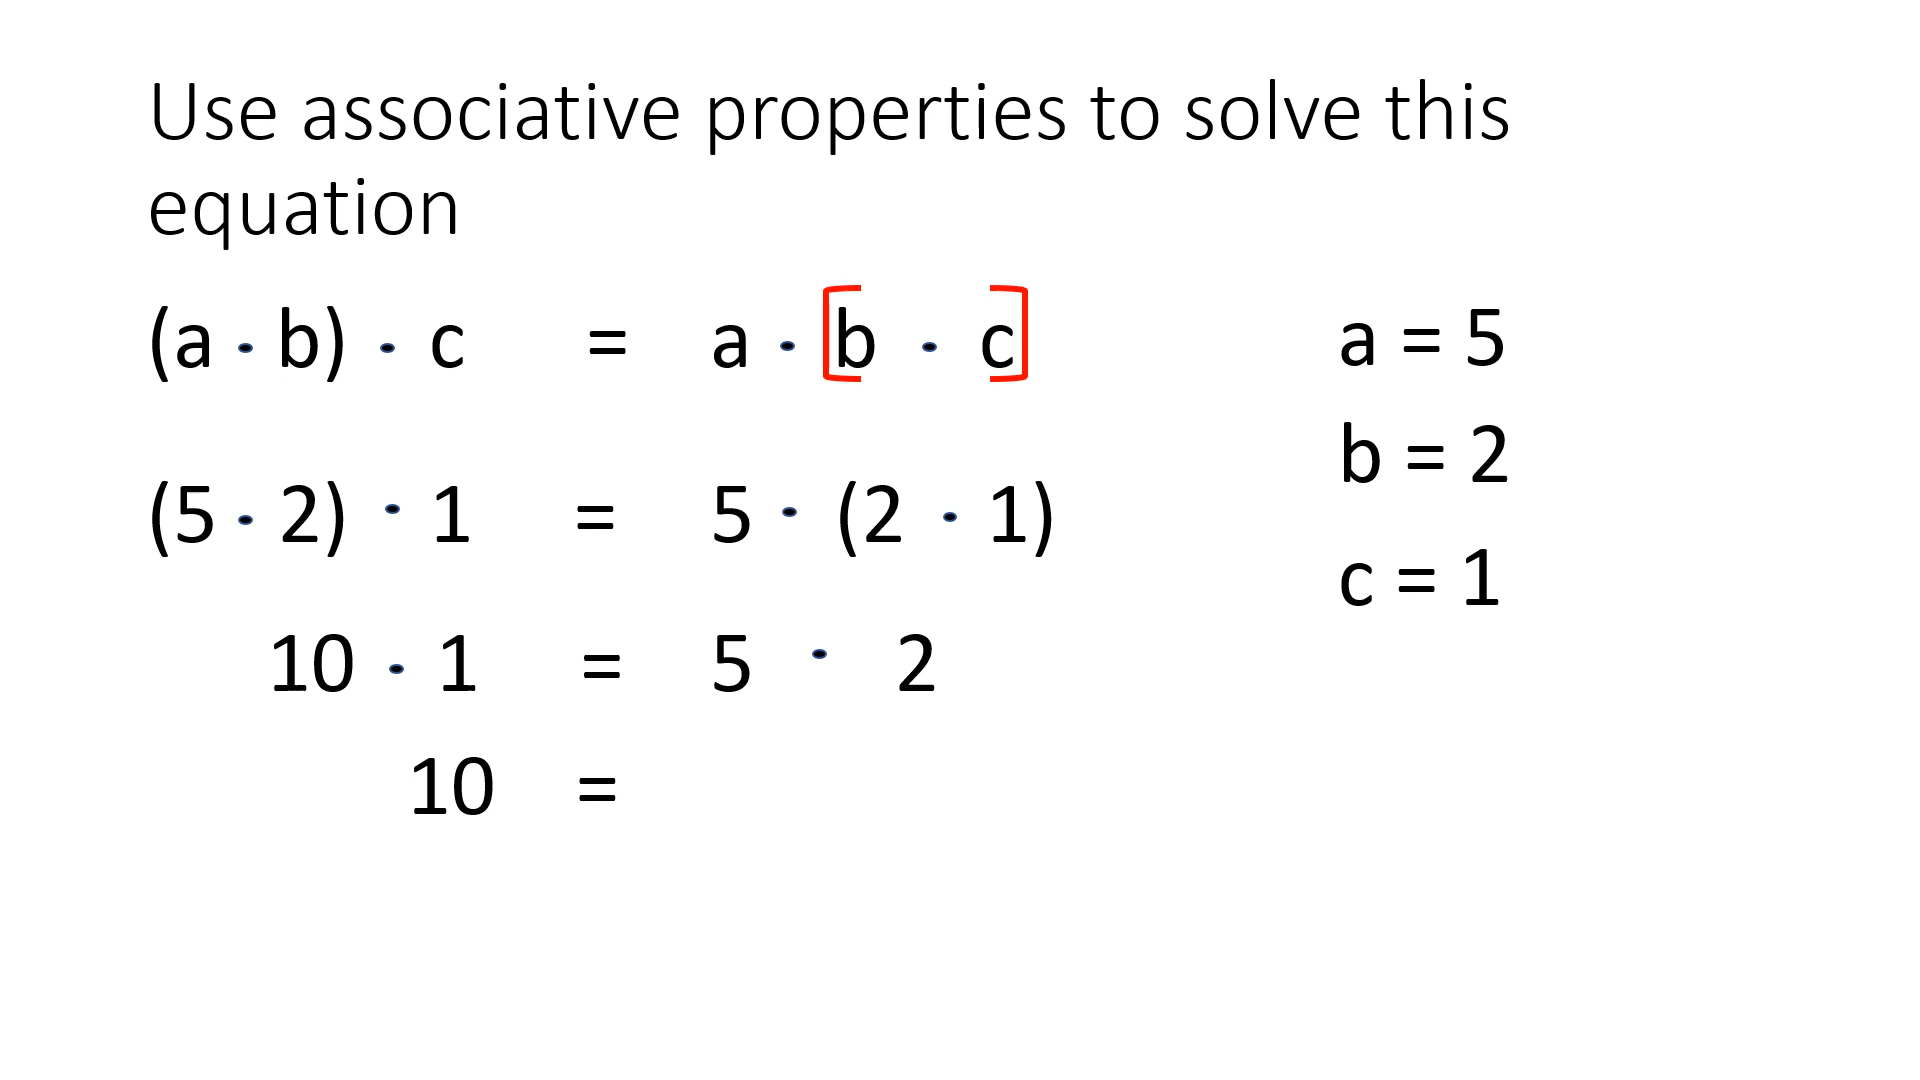 Use associative properties to solve this
equation
(a · b) · c = a · [b · c]
a = 5
b = 2
(5 · 2) · 1 = 5 · (2 · 1)
c = 1
10 · 1 = 5 · 2
10 =